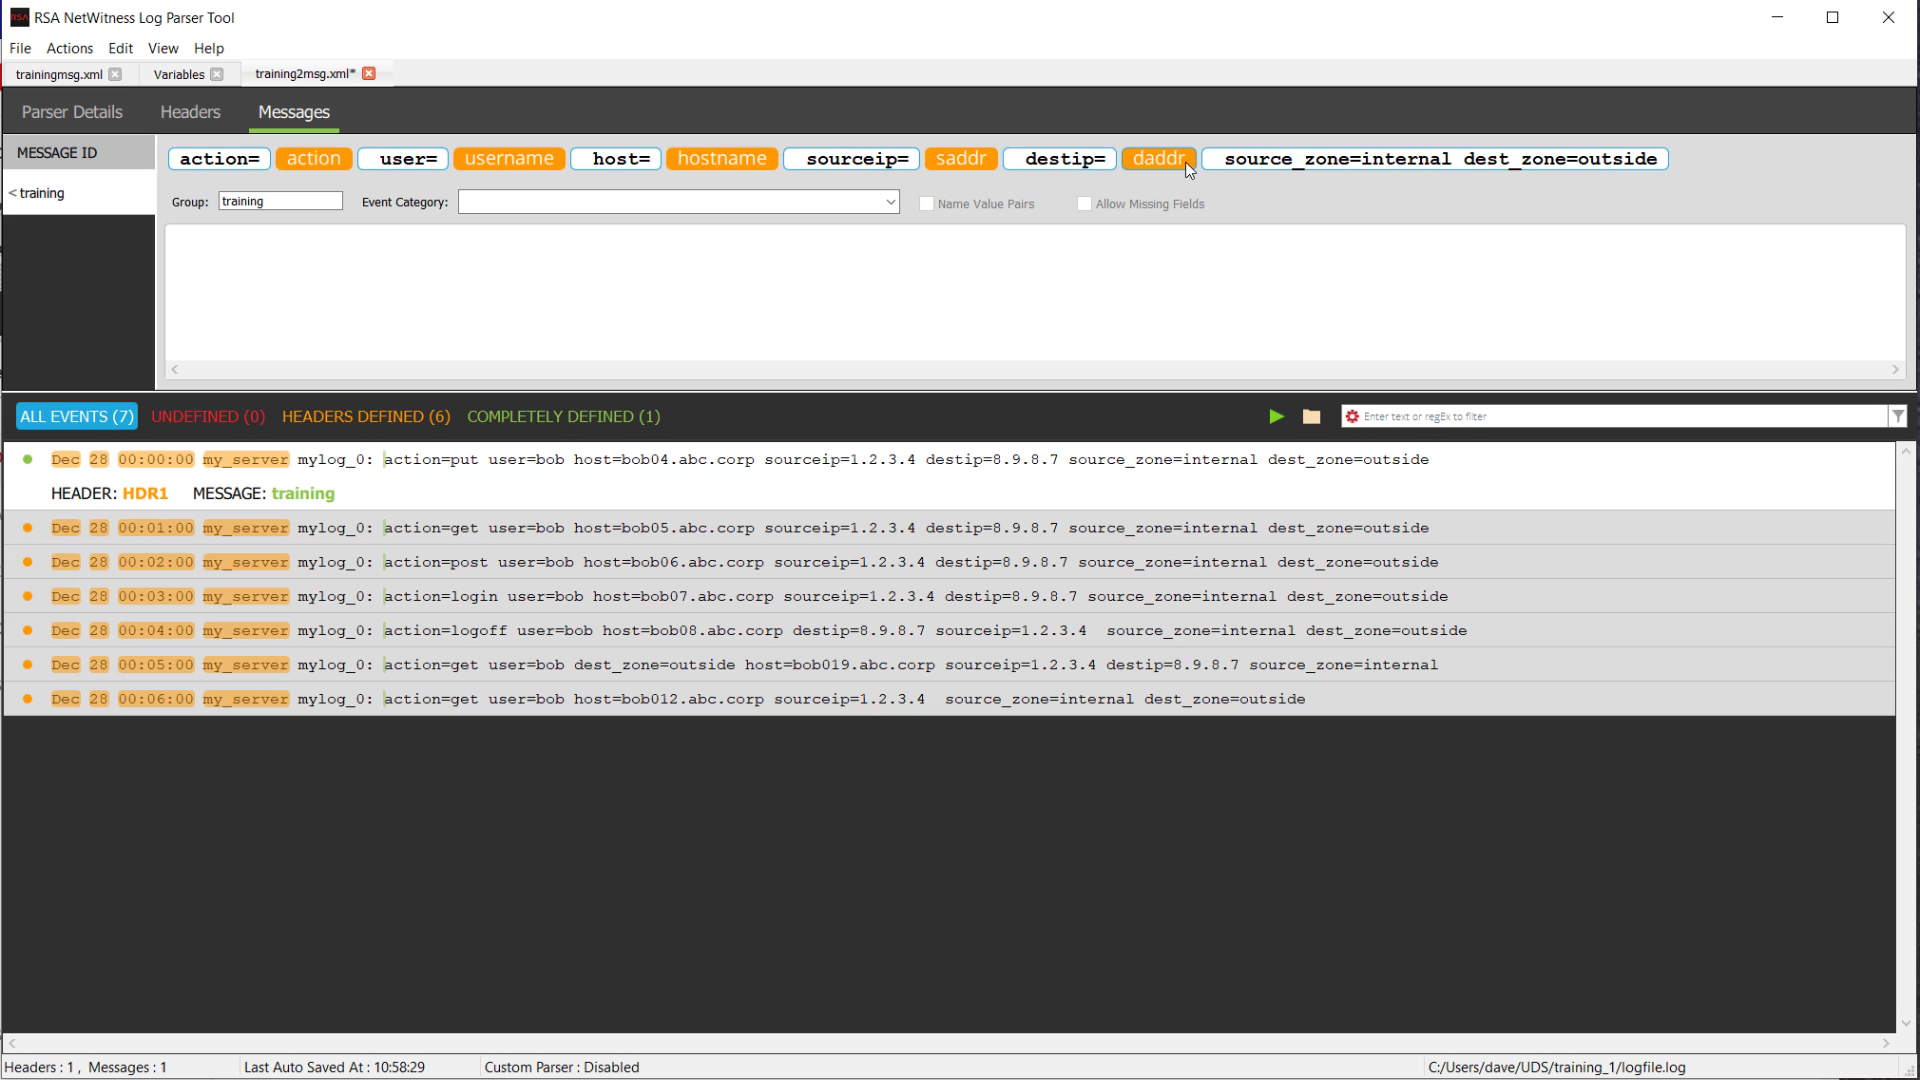 RSA RSA NetWitness Log Parser Tool
File Actions Edit View Help
trainingmsg.xml Variables training2msg.xml*
Parser Details Headers Messages
MESSAGE ID
action= action user= username host= hostname sourceip= saddr destip= daddr source_zone=internal dest_zone=outside
< training
Group: training Event Category: Name Value Pairs Allow Missing Fields
ALL EVENTS (7) UNDEFINED (0) HEADERS DEFINED (6) COMPLETELY DEFINED (1) Enter text or regEx to filter
Dec 28 00:00:00 my_server mylog_0: action=put user=bob host=bob04.abc.corp sourceip=1.2.3.4 destip=8.9.8.7 source_zone=internal dest_zone=outside
HEADER: HDR1 MESSAGE: training
Dec 28 00:01:00 my_server mylog_0: action=get user=bob host=bob05.abc.corp sourceip=1.2.3.4 destip=8.9.8.7 source_zone=internal dest_zone=outside
Dec 28 00:02:00 my_server mylog_0: action=post user=bob host=bob06.abc.corp sourceip=1.2.3.4 destip=8.9.8.7 source_zone=internal dest_zone=outside
Dec 28 00:03:00 my_server mylog_0: action=login user=bob host=bob07.abc.corp sourceip=1.2.3.4 destip=8.9.8.7 source_zone=internal dest_zone=outside
Dec 28 00:04:00 my_server mylog_0: action=logoff user=bob host=bob08.abc.corp destip=8.9.8.7 sourceip=1.2.3.4 source_zone=internal dest_zone=outside
Dec 28 00:05:00 my_server mylog_0: action=get user=bob dest_zone=outside host=bob019.abc.corp sourceip=1.2.3.4 destip=8.9.8.7 source_zone=internal
Dec 28 00:06:00 my_server mylog_0: action=get user=bob host=bob012.abc.corp sourceip=1.2.3.4 source_zone=internal dest_zone=outside
Headers : 1 , Messages : 1 Last Auto Saved At : 10:58:29 Custom Parser : Disabled C:/Users/dave/UDS/training_1/logfile.log